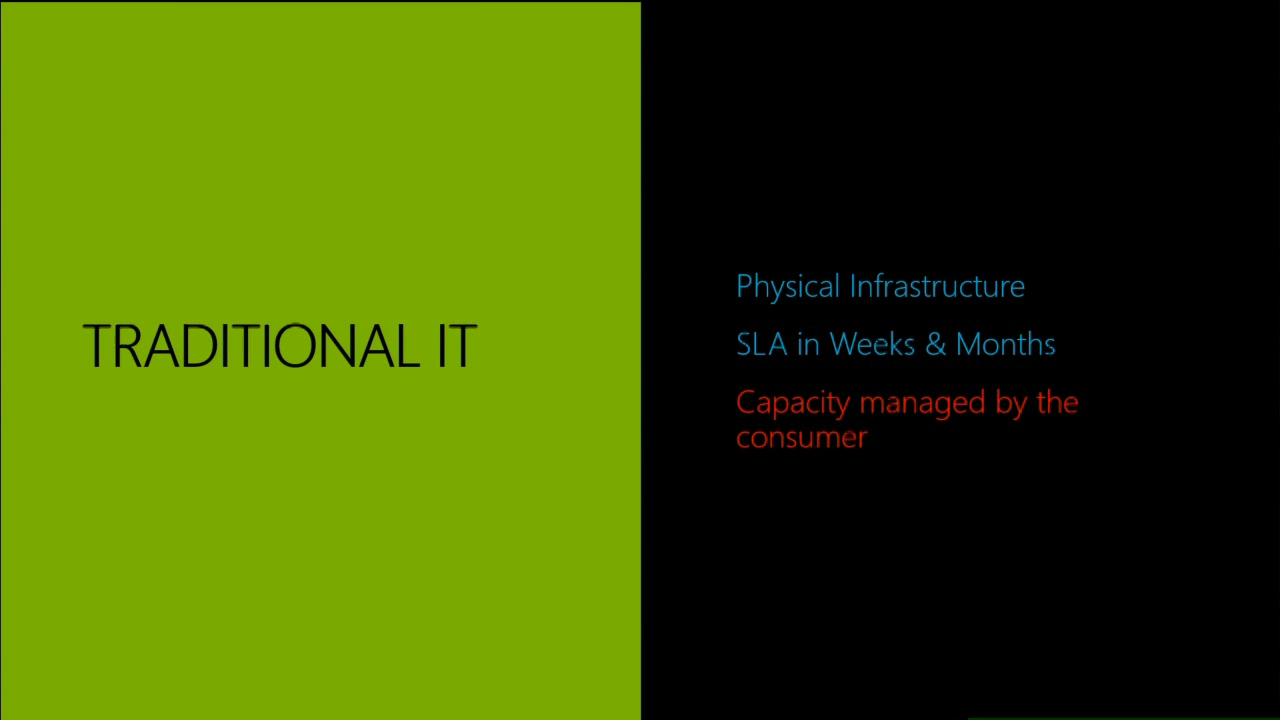 TRADITIONAL IT
Physical Infrastructure
SLA in Weeks & Months
Capacity managed by the
consumer